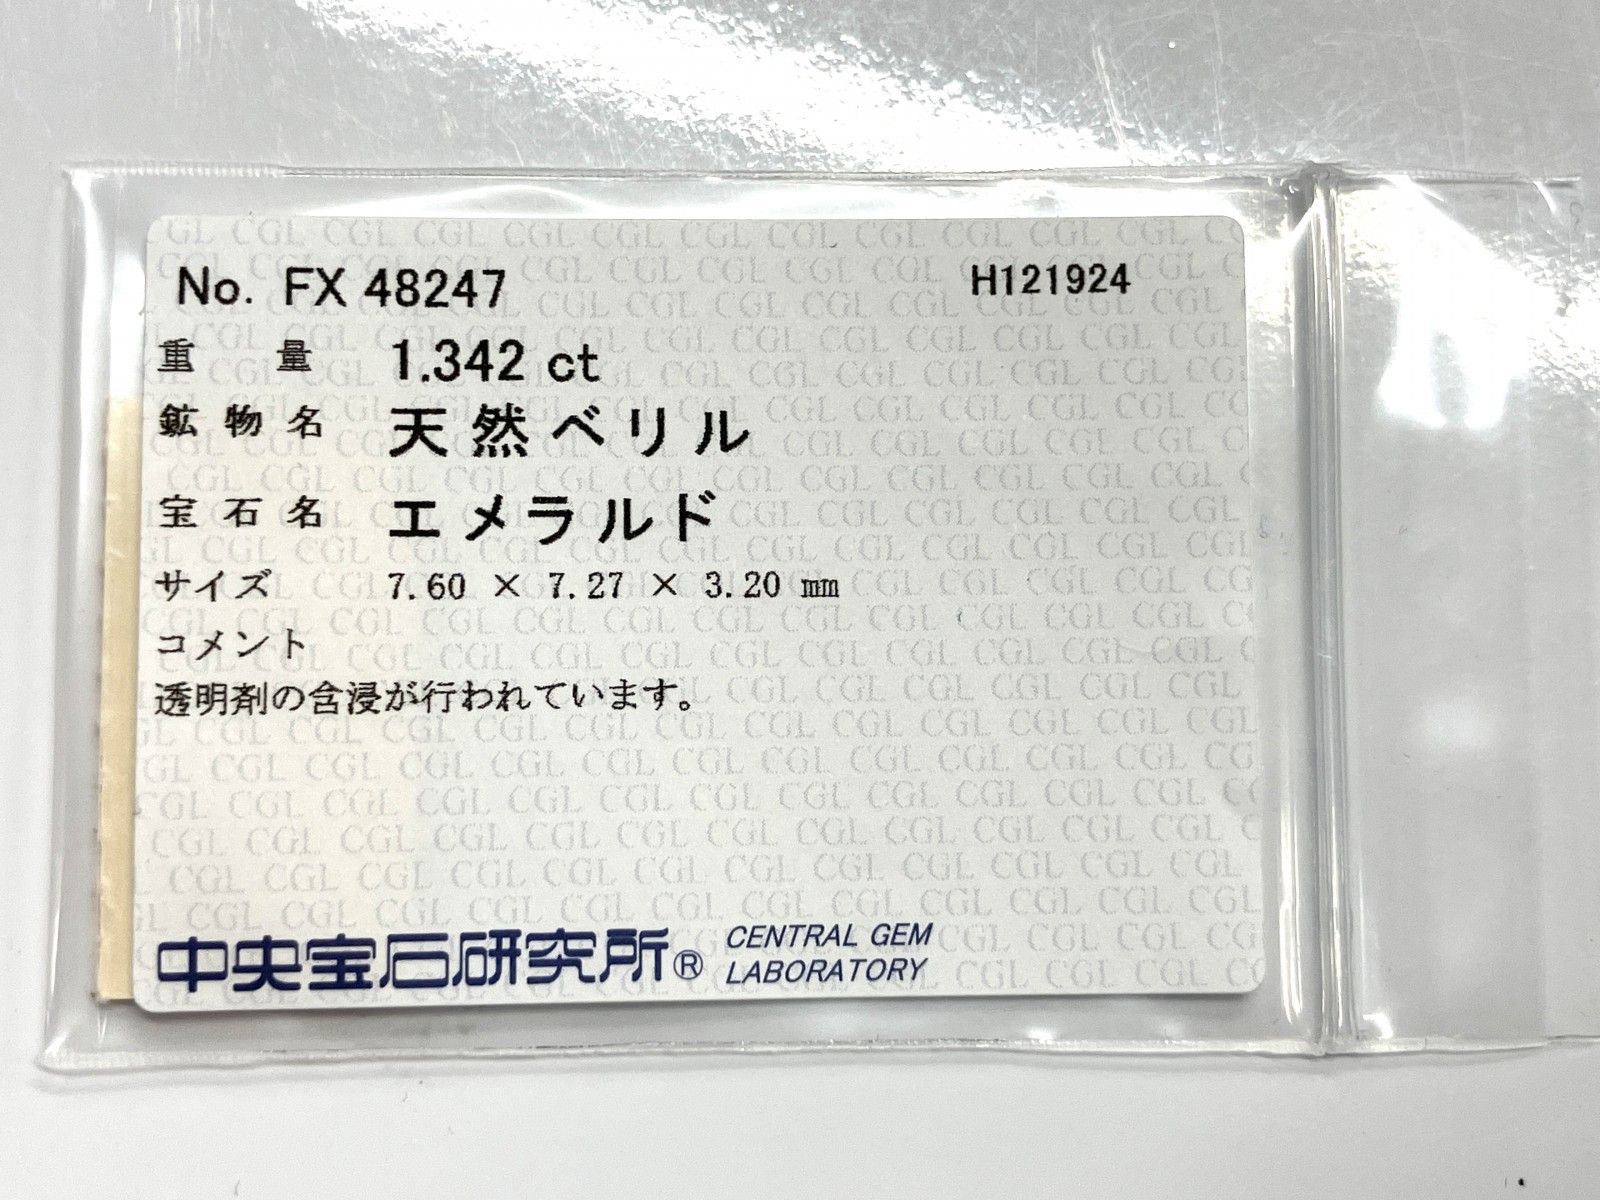 No. FX 48247 H121924
重量 1.342 ct
鉱物名 天然ベリル
宝石名 エメラルド
サイズ 7.60 × 7.27 × 3.20 mm
コメント
透明剤の含浸が行われています。
中央宝石研究所® CENTRAL GEM
LABORATORY